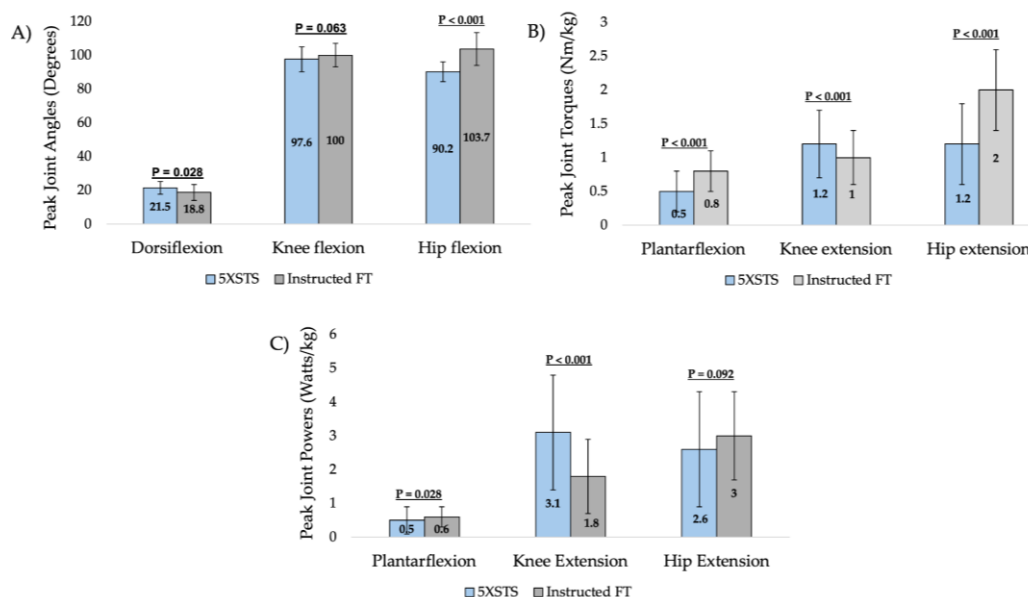 A)
Peak Joint Angles (Degrees)
120
100
80
60
40
20
0
P = 0.028
P = 0.063
P < 0.001
21.5
18.8
97.6
100
90.2
103.7
Dorsiflexion
Knee flexion
Hip flexion
5XSTS
Instructed FT
B)
Peak Joint Torques (Nm/kg)
3
2.5
2
1.5
1
0.5
0
P < 0.001
P < 0.001
P < 0.001
0.5
0.8
1.2
1
1.2
2
Plantarflexion
Knee extension
Hip extension
5XSTS
Instructed FT
C)
Peak Joint Powers (Watts/kg)
6
5
4
3
2
1
0
P = 0.028
P < 0.001
P = 0.092
0.5
0.6
3.1
1.8
2.6
3
Plantarflexion
Knee Extension
Hip Extension
5XSTS
Instructed FT